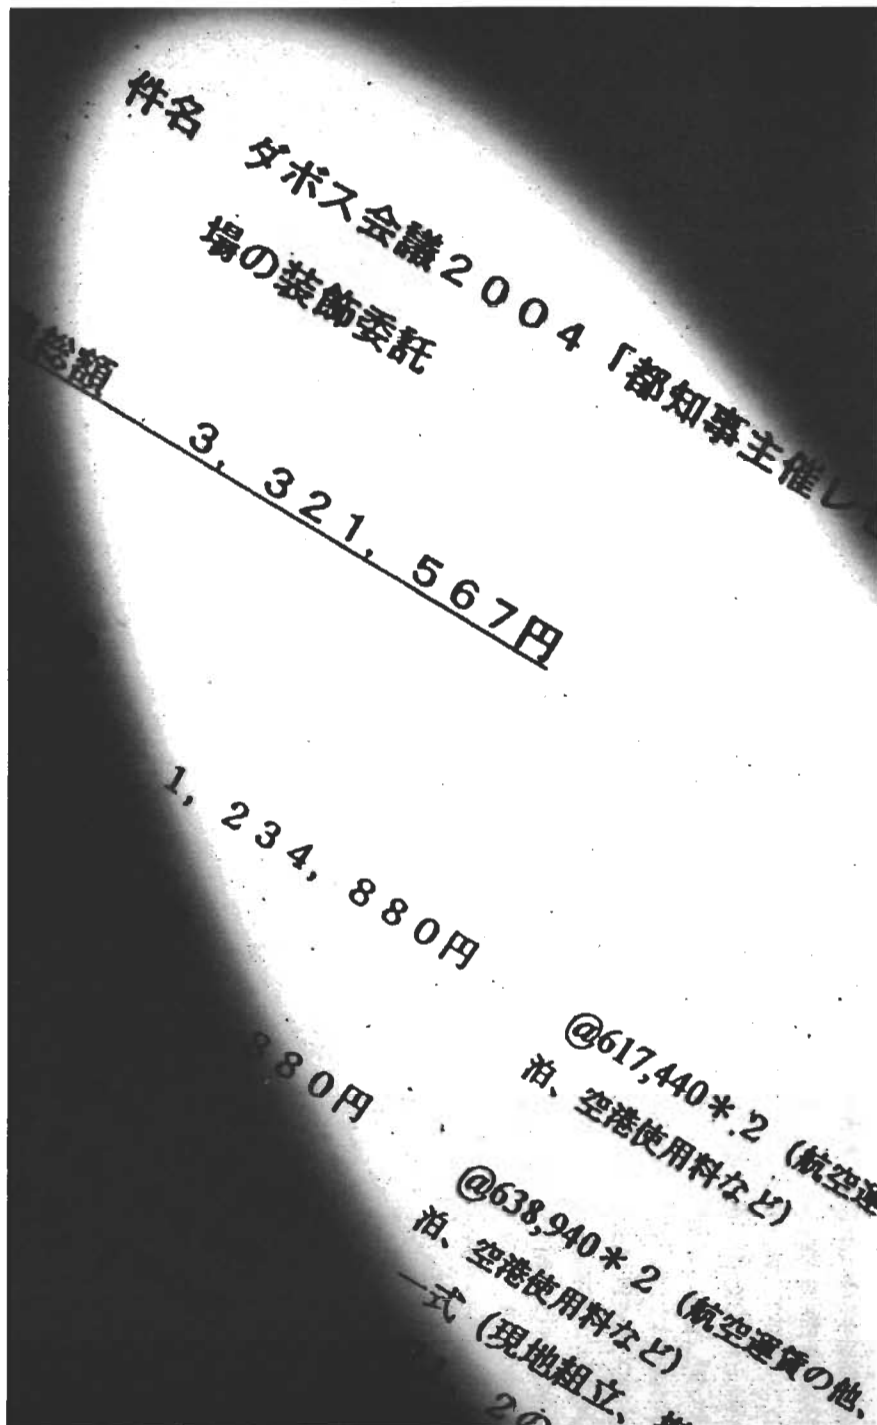 件名　ダボス会議２００４「都知事主催レセ
場の装飾委託
総額　３，３２１，５６７円
１，２３４，８８０円
@617,440＊２（航空運
泊、空港使用料など）
８０円
@638,940＊２（航空運賃の他、
泊、空港使用料など）
一式（現地組立、
２の